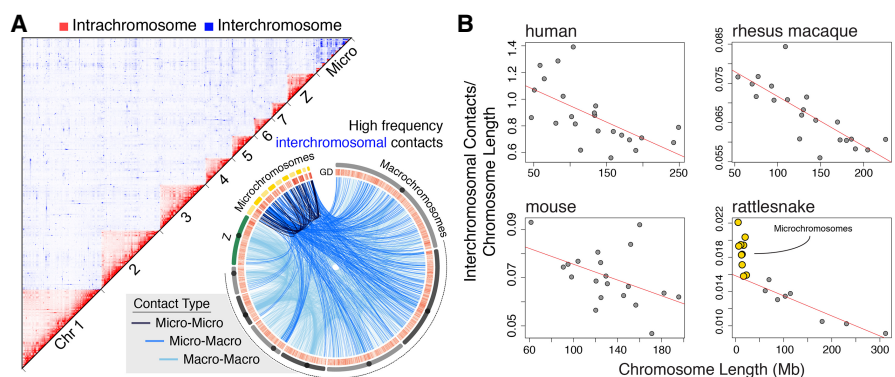 A
Intrachromosome
Interchromosome
Micro
Z
7
6
5
4
3
2
Chr 1
High frequency
interchromosomal contacts
Microchromosomes
GD
Macrochromosomes
Z
Contact Type
Micro-Micro
Micro-Macro
Macro-Macro
B
Interchromosomal Contacts/
Chromosome Length
human
1.4
1.2
1.0
0.8
0.6
50
100
150
200
250
rhesus macaque
0.085
0.065
0.055
50
100
150
200
mouse
0.09
0.07
0.05
60
100
140
180
rattlesnake
Microchromosomes
0.022
0.018
0.014
0.010
0
100
200
300
Chromosome Length (Mb)